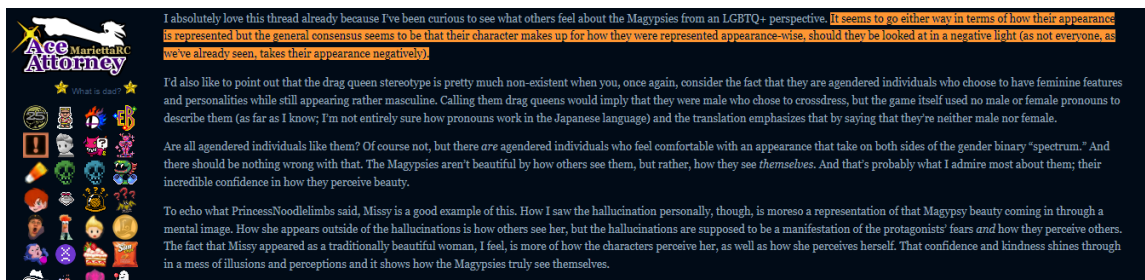 I absolutely love this thread already because I've been curious to see what others feel about the Magypsies from an LGBTQ+ perspective. It seems to go either way in terms of how their appearance
is represented but the general consensus seems to be that their character makes up for how they were represented appearance-wise, should they be looked at in a negative light (as not everyone, as
we've already seen, takes their appearance negatively).
Ace MariettaRC
Attorney
What is dad?
I'd also like to point out that the drag queen stereotype is pretty much non-existent when you, once again, consider the fact that they are agendered individuals who choose to have feminine features
and personalities while still appearing rather masculine. Calling them drag queens would imply that they were male who chose to crossdress, but the game itself used no male or female pronouns to
describe them (as far as I know; I'm not entirely sure how pronouns work in the Japanese language) and the translation emphasizes that by saying that they're neither male nor female.
Are all agendered individuals like them? Of course not, but there are agendered individuals who feel comfortable with an appearance that take on both sides of the gender binary "spectrum." And
there should be nothing wrong with that. The Magypsies aren't beautiful by how others see them, but rather, how they see themselves. And that's probably what I admire most about them; their
incredible confidence in how they perceive beauty.
To echo what PrincessNoodlelimbs said, Missy is a good example of this. How I saw the hallucination personally, though, is moreso a representation of that Magypsy beauty coming in through a
mental image. How she appears outside of the hallucinations is how others see her, but the hallucinations are supposed to be a manifestation of the protagonists' fears and how they perceive others.
The fact that Missy appeared as a traditionally beautiful woman, I feel, is more of how the characters perceive her, as well as how she perceives herself. That confidence and kindness shines through
in a mess of illusions and perceptions and it shows how the Magypsies truly see themselves.